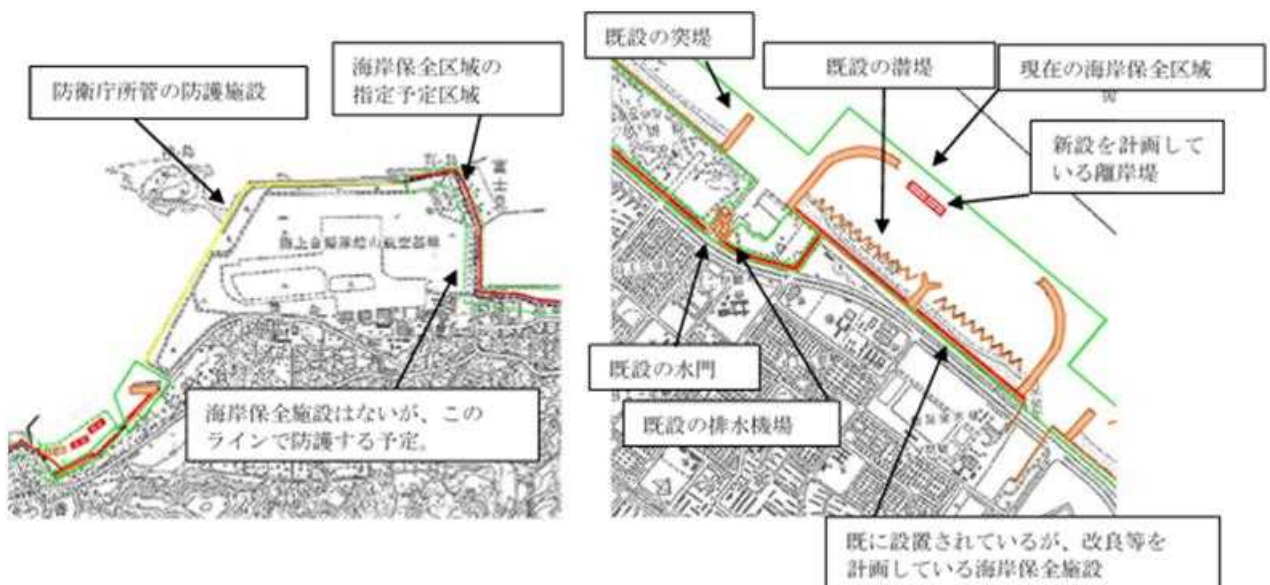 防衛庁所管の防護施設
海岸保全区域の
指定予定区域
海岸保全施設はないが、この
ラインで防護する予定。
既設の突堤
既設の潜堤
現在の海岸保全区域
新設を計画して
いる離岸堤
既設の水門
既設の排水機場
既に設置されているが、改良等を
計画している海岸保全施設